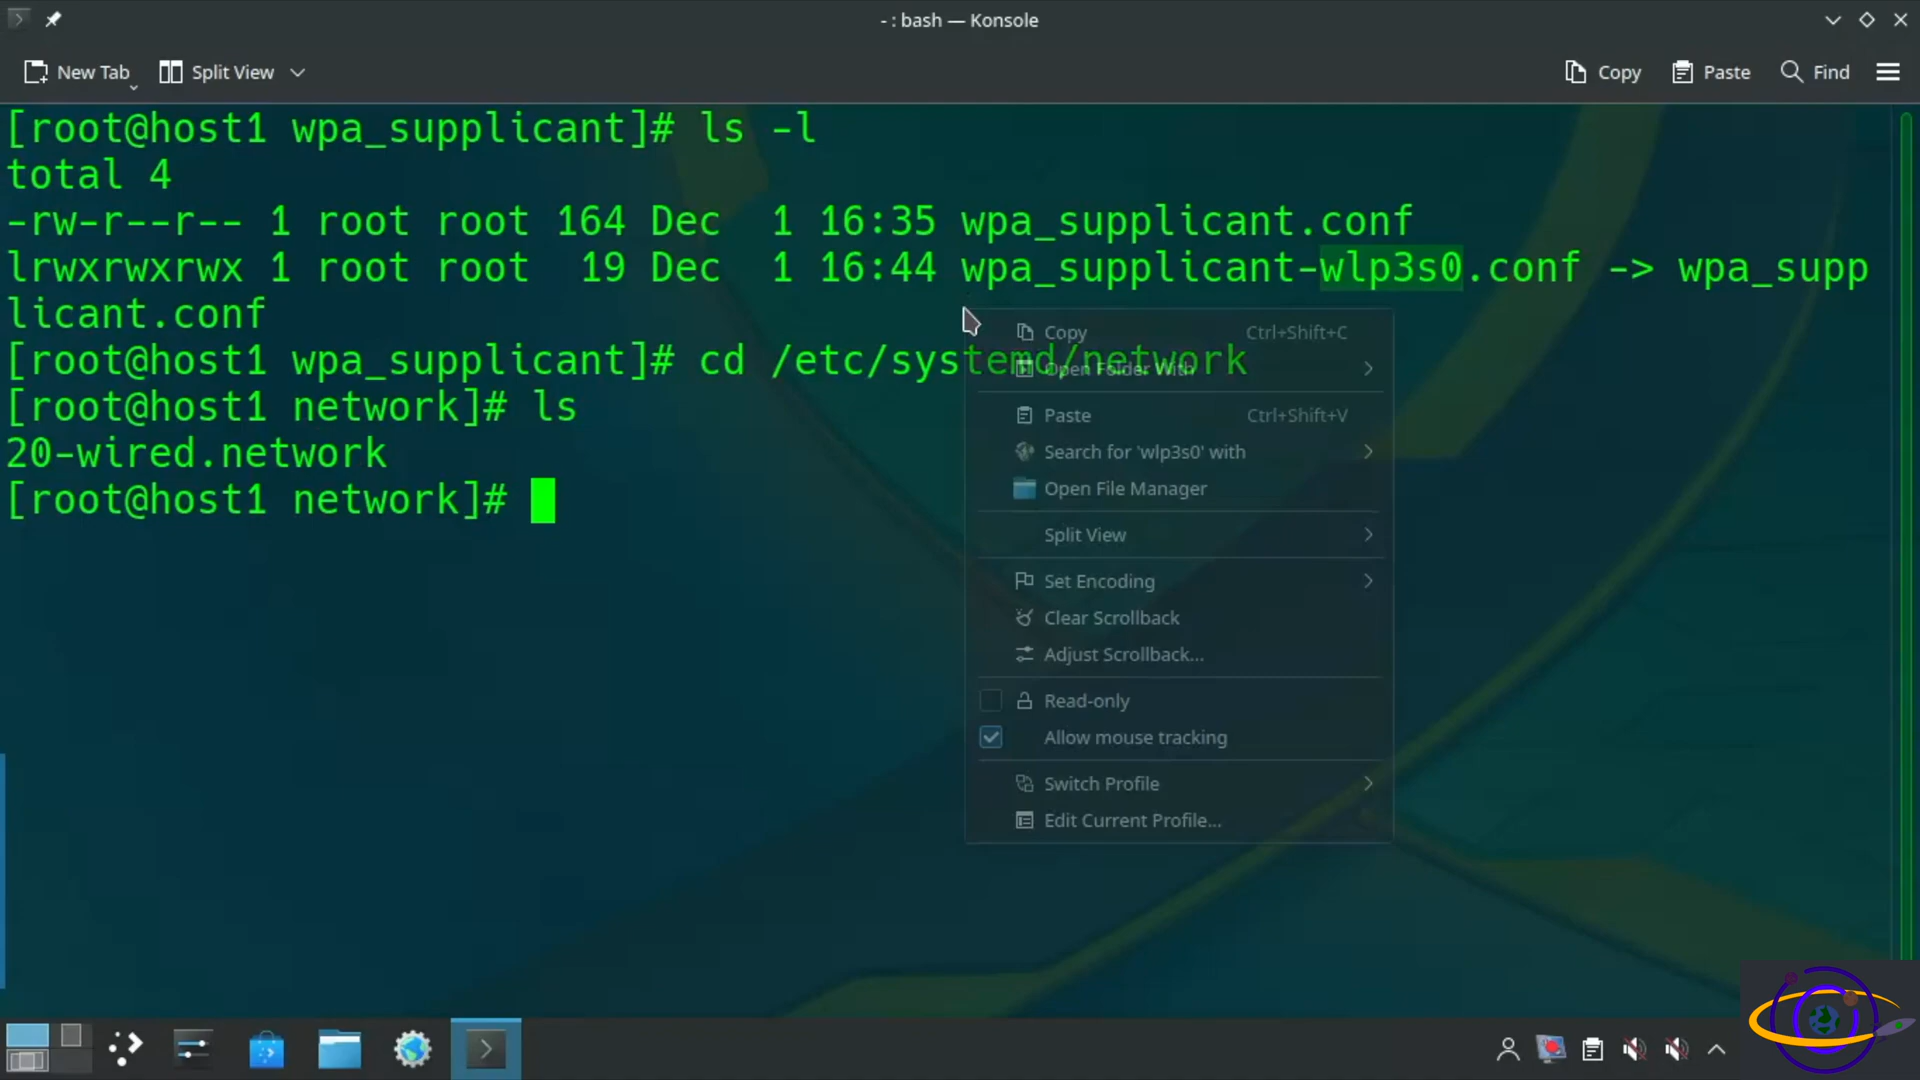 - : bash — Konsole
New Tab
Split View
Copy
Paste
Find
[root@host1 wpa_supplicant]# ls -l
total 4
-rw-r--r-- 1 root root 164 Dec  1 16:35 wpa_supplicant.conf
lrwxrwxrwx 1 root root  19 Dec  1 16:44 wpa_supplicant-wlp3s0.conf -> wpa_supp
licant.conf
[root@host1 wpa_supplicant]# cd /etc/systemd/network
[root@host1 network]# ls
20-wired.network
[root@host1 network]#
Copy Ctrl+Shift+C
Open Folder With
Paste Ctrl+Shift+V
Search for 'wlp3s0' with
Open File Manager
Split View
Set Encoding
Clear Scrollback
Adjust Scrollback...
Read-only
Allow mouse tracking
Switch Profile
Edit Current Profile...